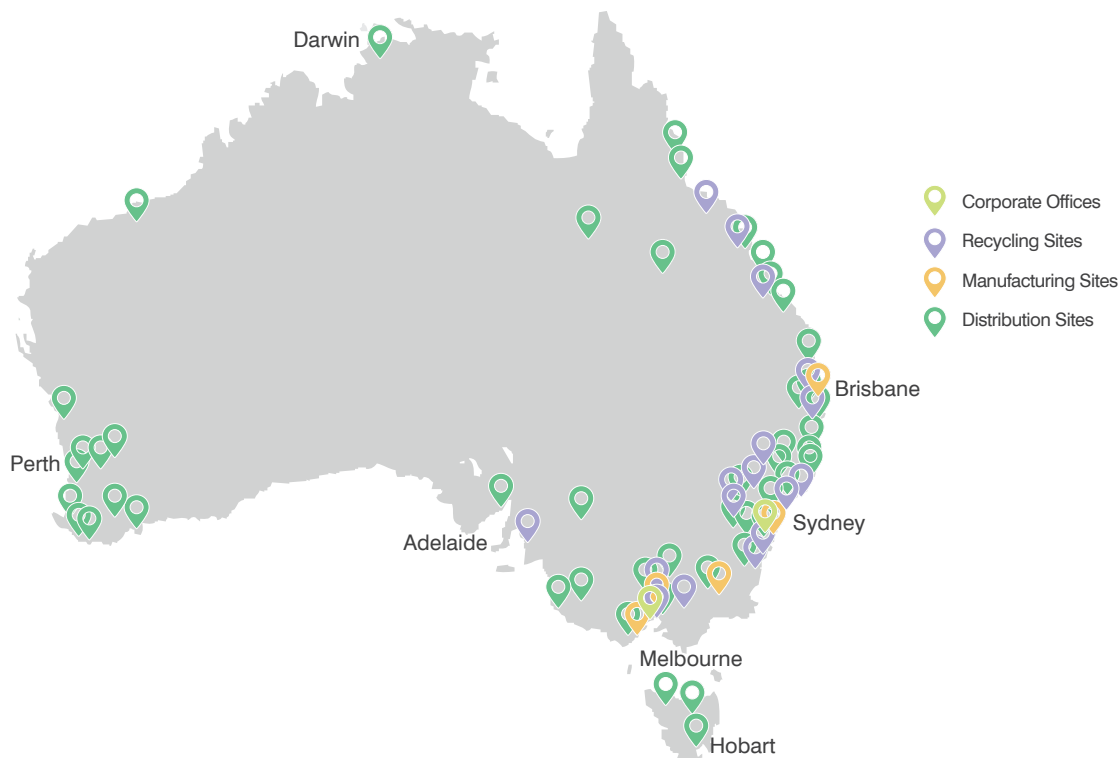 Darwin
Corporate Offices
Recycling Sites
Manufacturing Sites
Distribution Sites
Brisbane
Perth
Sydney
Adelaide
Melbourne
Hobart